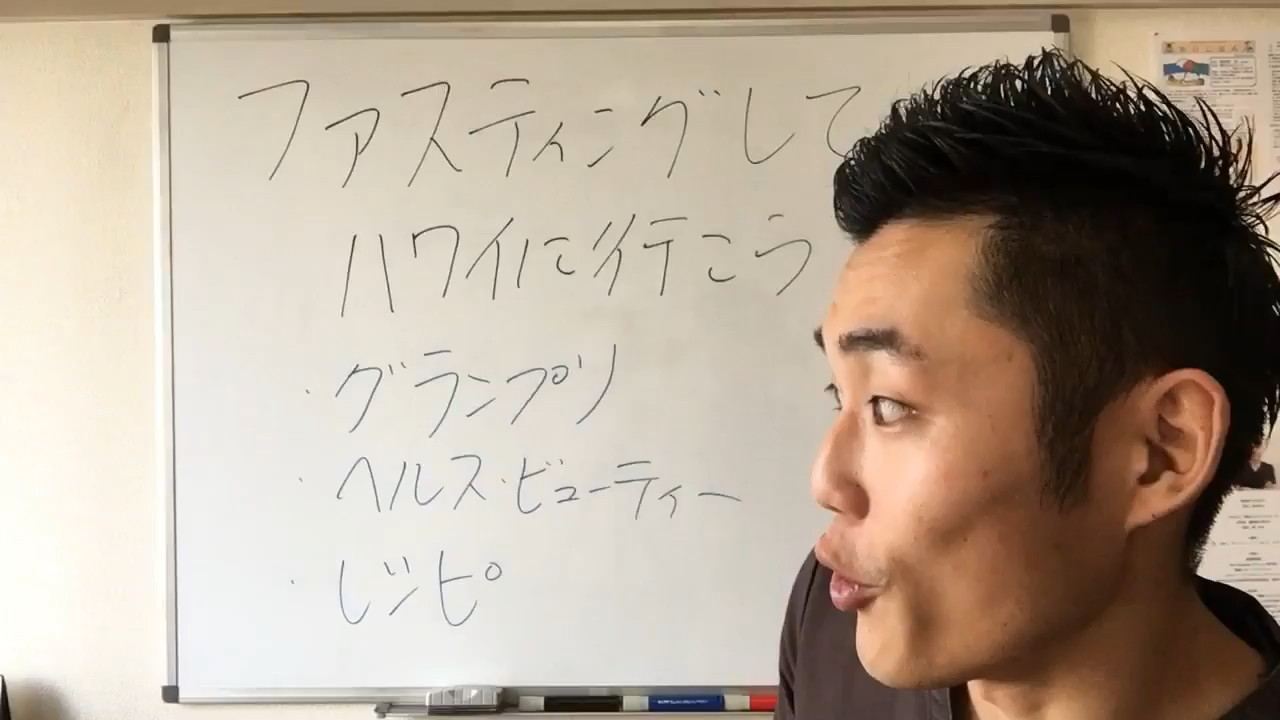 ファスティングして
ハワイに行こう
・グランプリ
・ヘルス・ビューティー
・レシピ